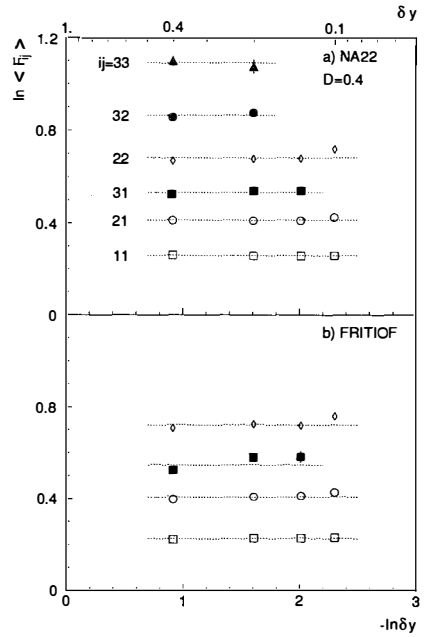 δy
1.
0.4
0.1
ln < F_ij >
1.2
ij=33
a) NA22
D=0.4
32
0.8
22
31
21
0.4
11
0
b) FRITIOF
0.8
0.4
0
0
1
2
3
-lnδy